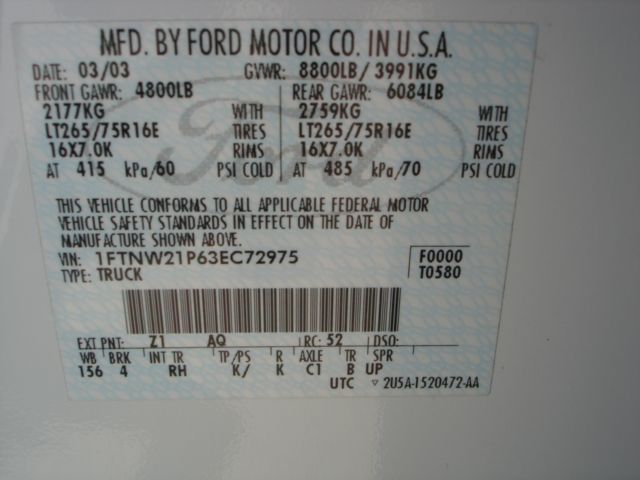 MFD. BY FORD MOTOR CO. IN U.S.A.
DATE: 03/03 GVWR: 8800LB/ 3991KG
FRONT GAWR: 4800LB REAR GAWR: 6084LB
2177KG WITH 2759KG WITH
LT265/75R16E TIRES LT265/75R16E TIRES
16X7.0K RIMS 16X7.0K RIMS
AT 415 kPa/60 PSI COLD AT 485 kPa/70 PSI COLD
Ford
THIS VEHICLE CONFORMS TO ALL APPLICABLE FEDERAL MOTOR
VEHICLE SAFETY STANDARDS IN EFFECT ON THE DATE OF
MANUFACTURE SHOWN ABOVE.
VIN: 1FTNW21P63EC72975 F0000
TYPE: TRUCK T0580
EXT PNT: Z1 AQ RC: 52 DSO:
WB BRK INT TR TP/PS R AXLE TR SPR
156 4 RH K/ K C1 B UP
UTC ▽ 2U5A-1520472-AA